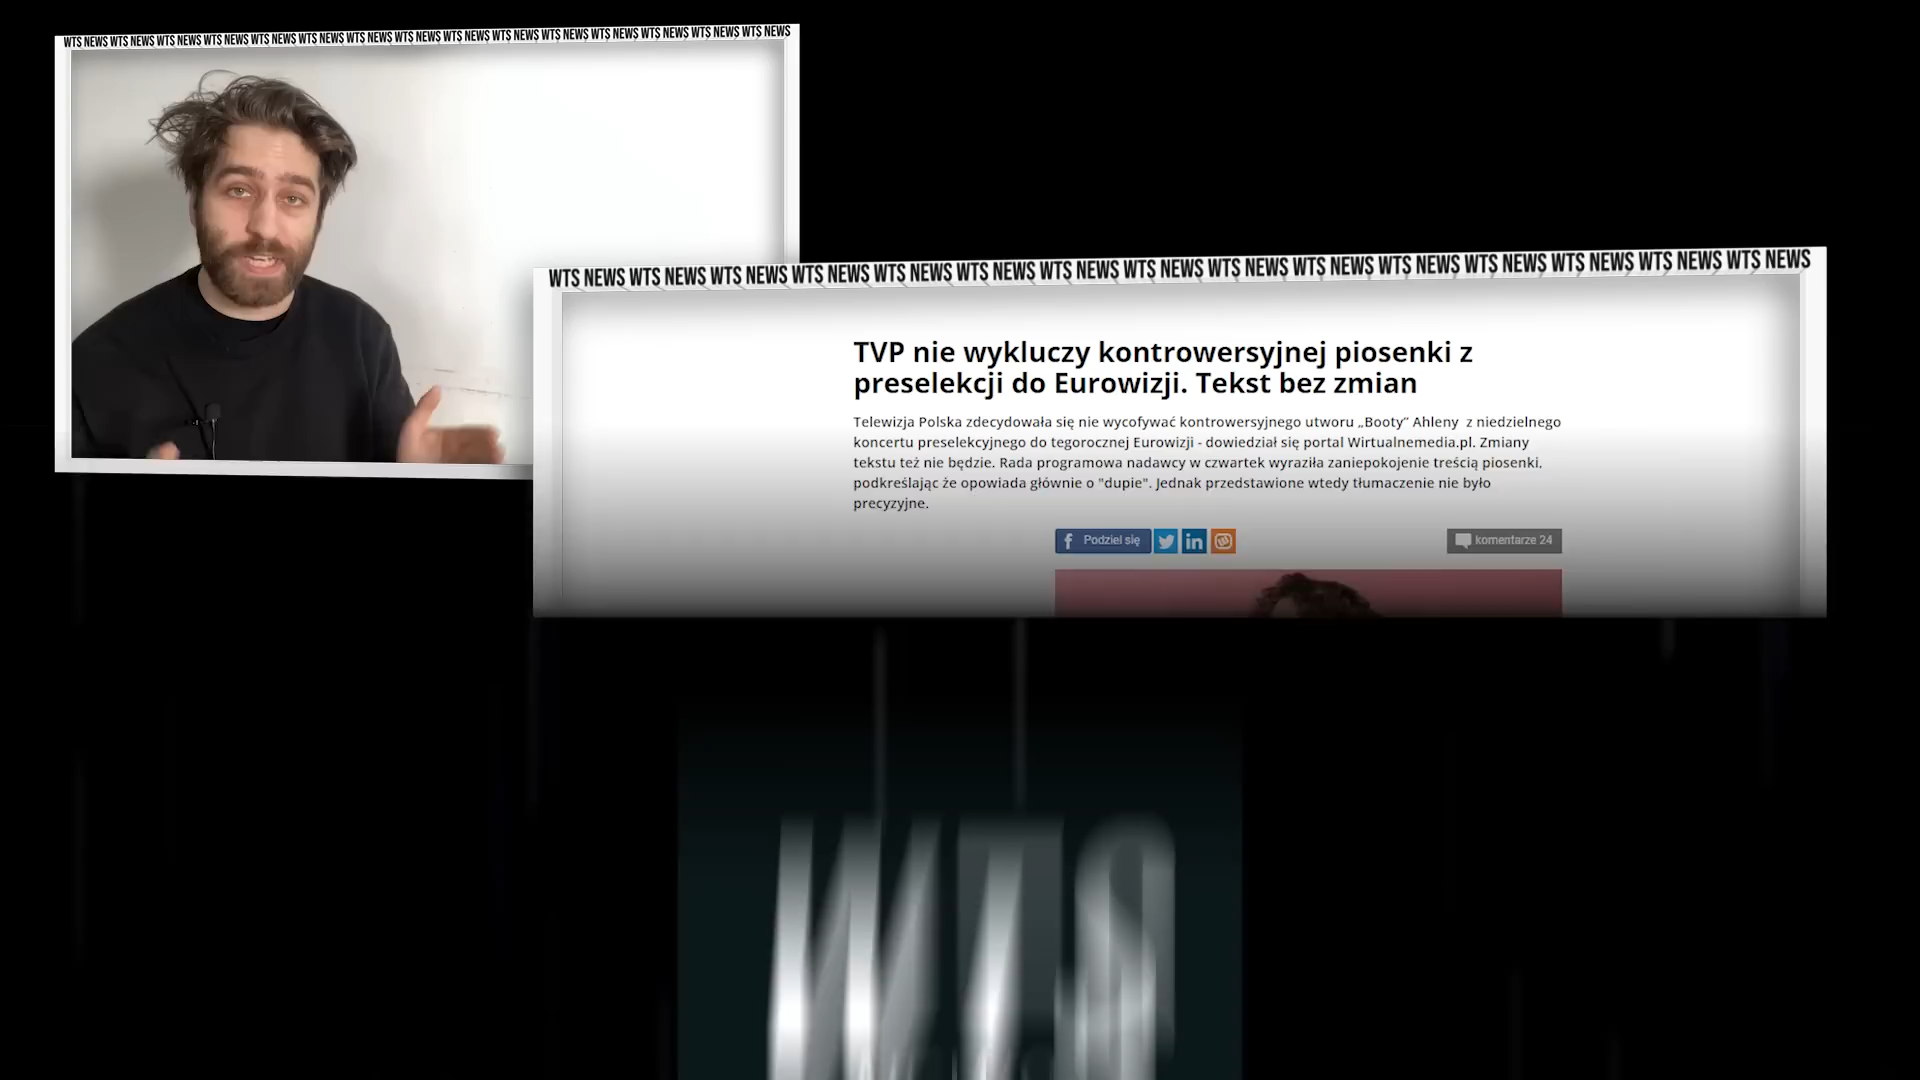 WTS NEWS WTS NEWS WTS NEWS WTS NEWS WTS NEWS WTS NEWS WTS NEWS WTS NEWS WTS NEWS WTS NEWS WTS NEWS WTS NEWS WTS NEWS WTS NEWS WTS NEWS
WTS NEWS WTS NEWS WTS NEWS WTS NEWS WTS NEWS WTS NEWS WTS NEWS WTS NEWS WTS NEWS WTS NEWS WTS NEWS WTS NEWS WTS NEWS WTS NEWS WTS NEWS
TVP nie wykluczy kontrowersyjnej piosenki z
preselekcji do Eurowizji. Tekst bez zmian
Telewizja Polska zdecydowała się nie wycofywać kontrowersyjnego utworu „Booty” Ahleny z niedzielnego
koncertu preselekcyjnego do tegorocznej Eurowizji - dowiedział się portal Wirtualnemedia.pl. Zmiany
tekstu też nie będzie. Rada programowa nadawcy w czwartek wyraziła zaniepokojenie treścią piosenki,
podkreślając że opowiada głównie o "dupie". Jednak przedstawione wtedy tłumaczenie nie było
precyzyjne.
Podziel się
komentarze 24
WTS